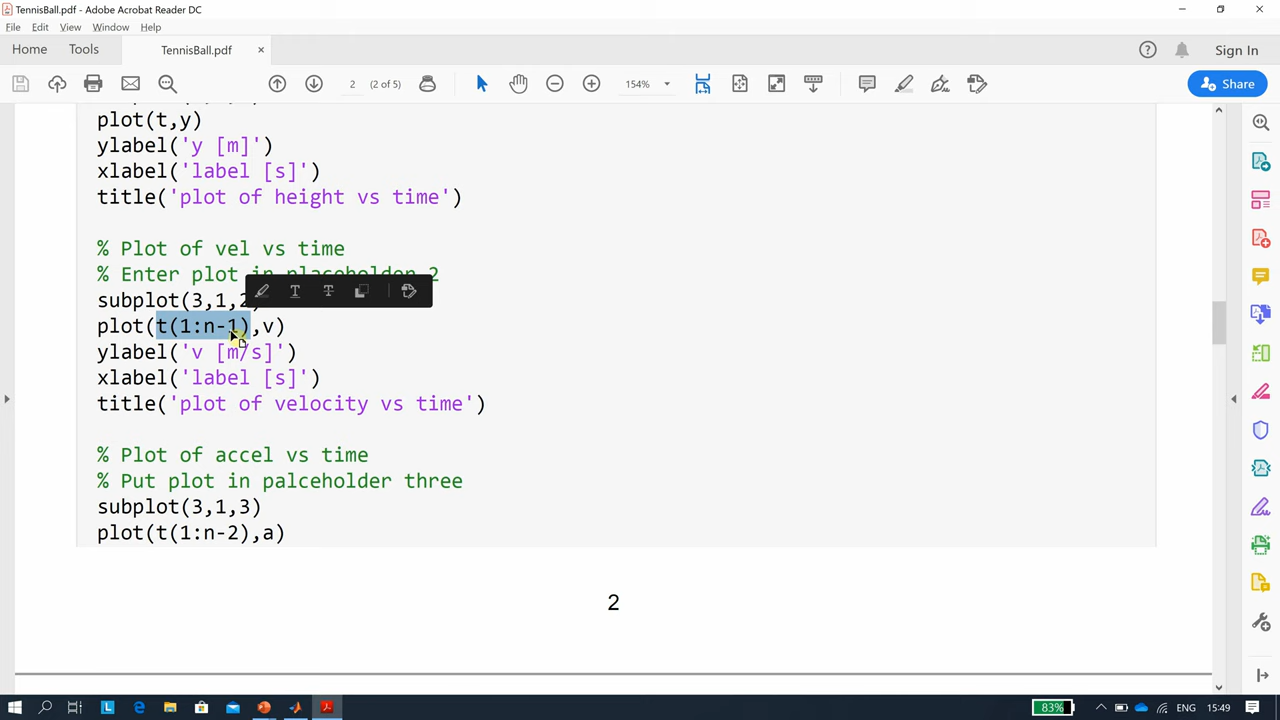 TennisBall.pdf - Adobe Acrobat Reader DC
File Edit View Window Help
Home Tools TennisBall.pdf × Sign In
2 (2 of 5) 154% Share
plot(t,y)
ylabel('y [m]')
xlabel('label [s]')
title('plot of height vs time')
% Plot of vel vs time
% Enter plot in placeholder 2
subplot(3,1,2)
plot(t(1:n-1),v)
ylabel('v [m/s]')
xlabel('label [s]')
title('plot of velocity vs time')
% Plot of accel vs time
% Put plot in palceholder three
subplot(3,1,3)
plot(t(1:n-2),a)
2
83% ENG 15:49